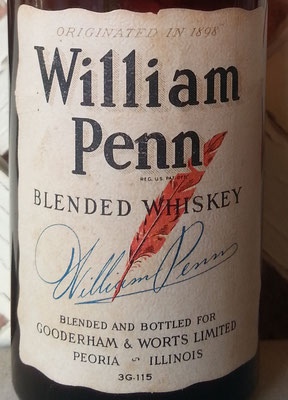 ORIGINATED IN 1898
William
Penn
REG. U.S. PAT. OFF.
BLENDED WHISKEY
William Penn
BLENDED AND BOTTLED FOR
GOODERHAM & WORTS LIMITED
PEORIA ~ ILLINOIS
3G-115